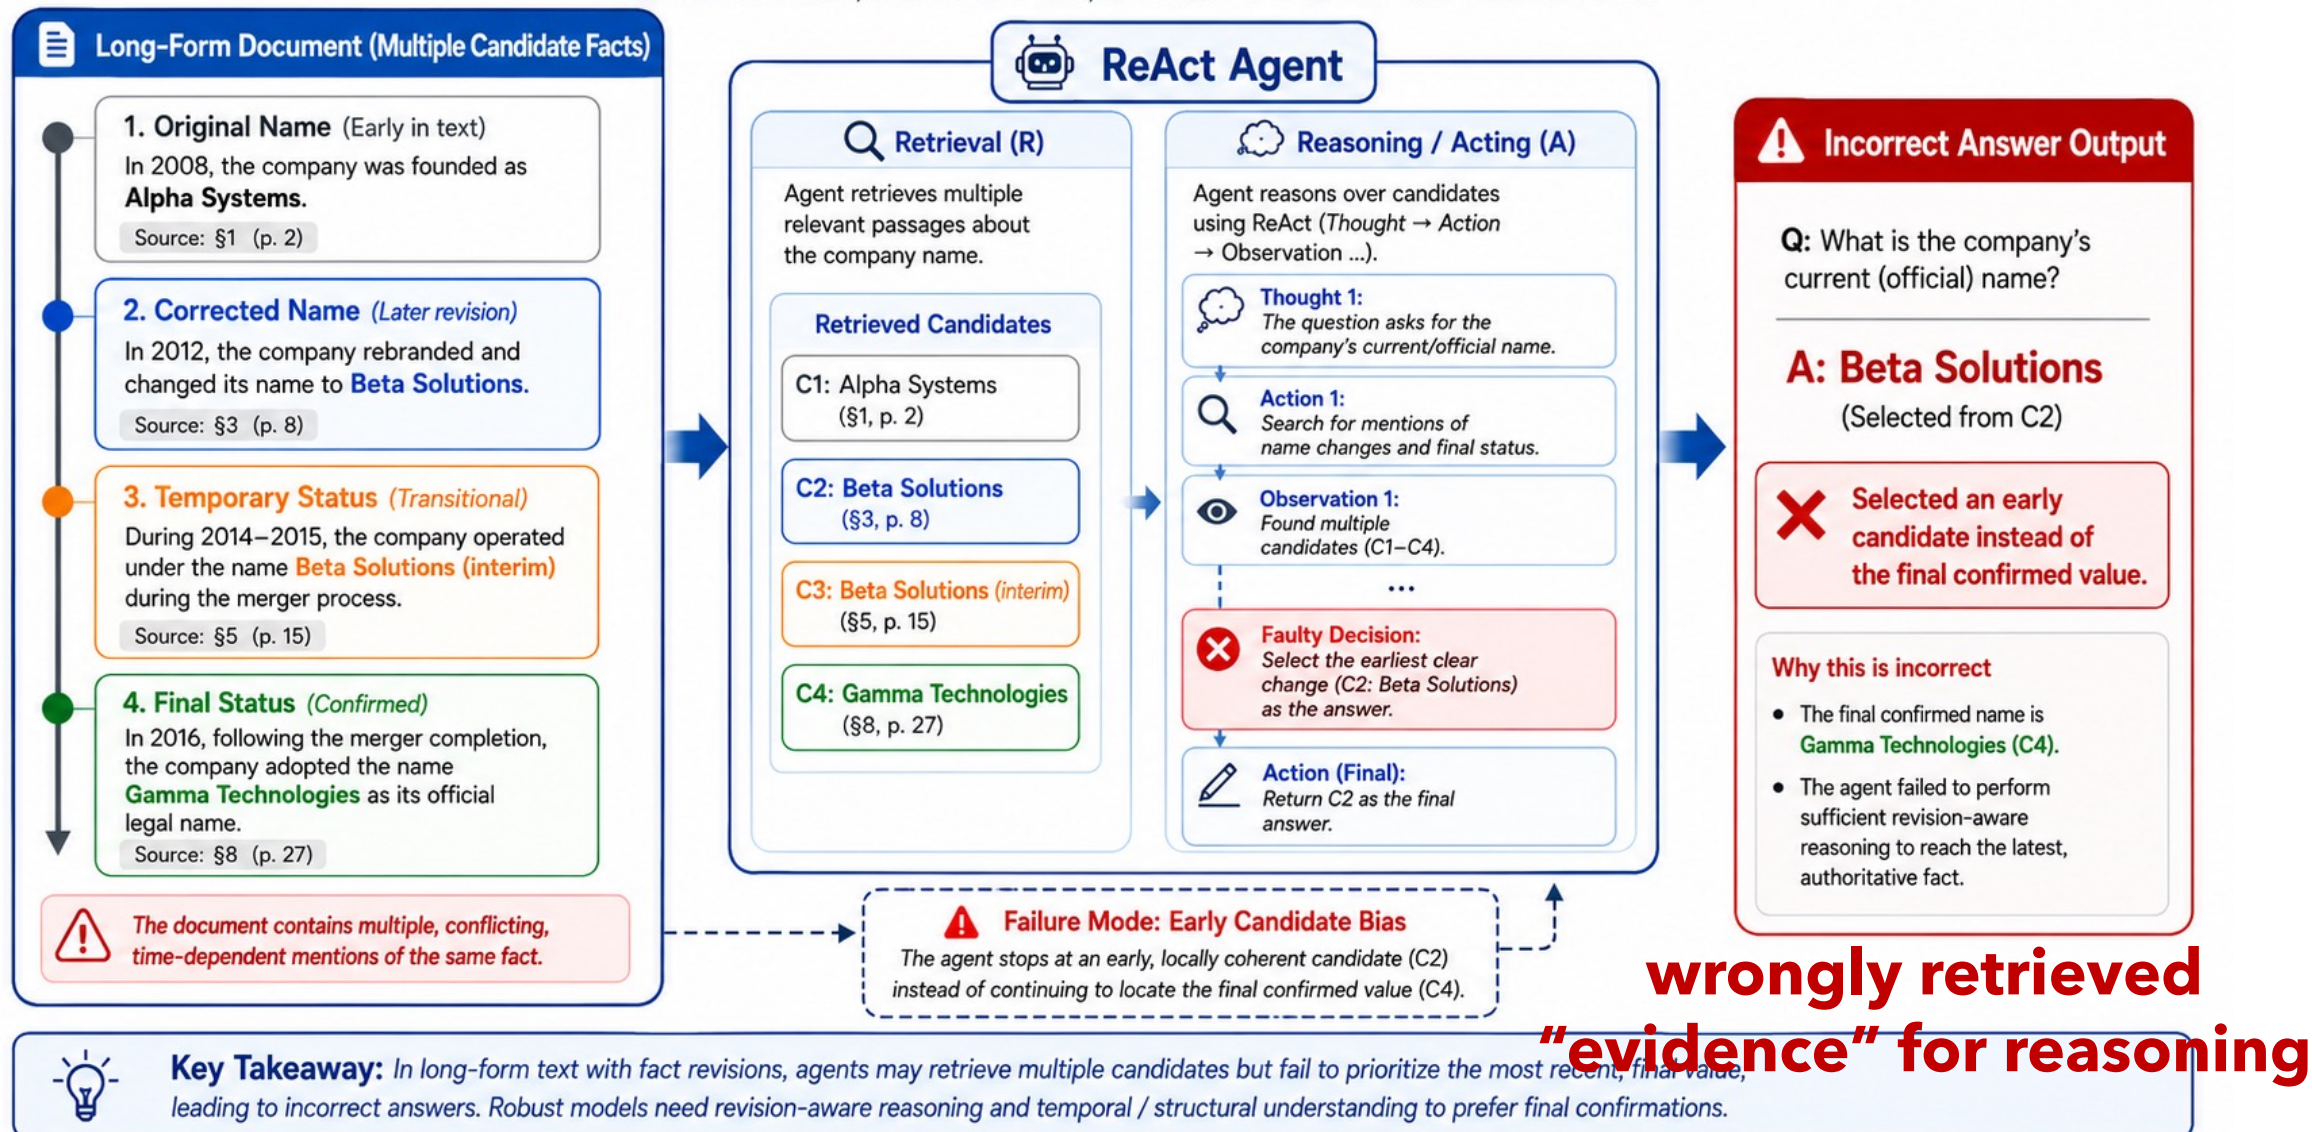 Long-Form Document (Multiple Candidate Facts)
1. Original Name (Early in text)
In 2008, the company was founded as
Alpha Systems.
Source: §1 (p. 2)
2. Corrected Name (Later revision)
In 2012, the company rebranded and
changed its name to Beta Solutions.
Source: §3 (p. 8)
3. Temporary Status (Transitional)
During 2014–2015, the company operated
under the name Beta Solutions (interim)
during the merger process.
Source: §5 (p. 15)
4. Final Status (Confirmed)
In 2016, following the merger completion,
the company adopted the name
Gamma Technologies as its official
legal name.
Source: §8 (p. 27)
The document contains multiple, conflicting,
time-dependent mentions of the same fact.
ReAct Agent
Retrieval (R)
Agent retrieves multiple
relevant passages about
the company name.
Retrieved Candidates
C1: Alpha Systems
(§1, p. 2)
C2: Beta Solutions
(§3, p. 8)
C3: Beta Solutions (interim)
(§5, p. 15)
C4: Gamma Technologies
(§8, p. 27)
Reasoning / Acting (A)
Agent reasons over candidates
using ReAct (Thought → Action
→ Observation ...).
Thought 1:
The question asks for the
company's current/official name.
Action 1:
Search for mentions of
name changes and final status.
Observation 1:
Found multiple
candidates (C1–C4).
...
Faulty Decision:
Select the earliest clear
change (C2: Beta Solutions)
as the answer.
Action (Final):
Return C2 as the final
answer.
Failure Mode: Early Candidate Bias
The agent stops at an early, locally coherent candidate (C2)
instead of continuing to locate the final confirmed value (C4).
Incorrect Answer Output
Q: What is the company's
current (official) name?
A: Beta Solutions
(Selected from C2)
Selected an early
candidate instead of
the final confirmed value.
Why this is incorrect
• The final confirmed name is
Gamma Technologies (C4).
• The agent failed to perform
sufficient revision-aware
reasoning to reach the latest,
authoritative fact.
wrongly retrieved
“evidence” for reasoning
Key Takeaway: In long-form text with fact revisions, agents may retrieve multiple candidates but fail to prioritize the most recent, final value,
leading to incorrect answers. Robust models need revision-aware reasoning and temporal / structural understanding to prefer final confirmations.